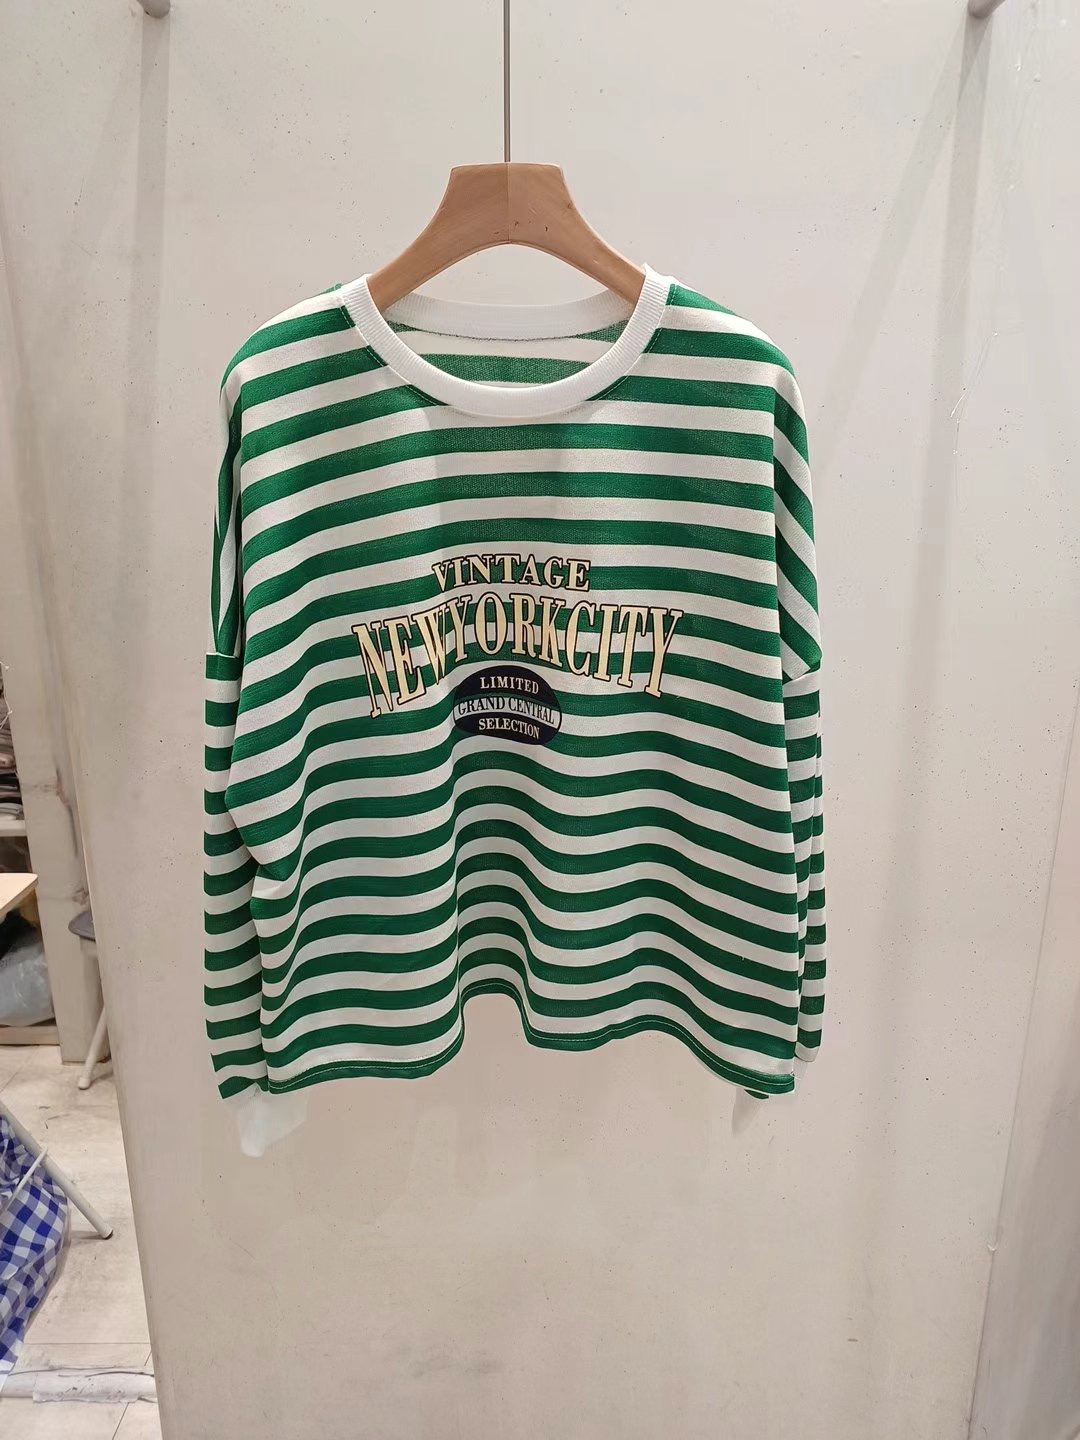 VINTAGE
NEWYORKCITY
LIMITED
GRAND CENTRAL
SELECTION